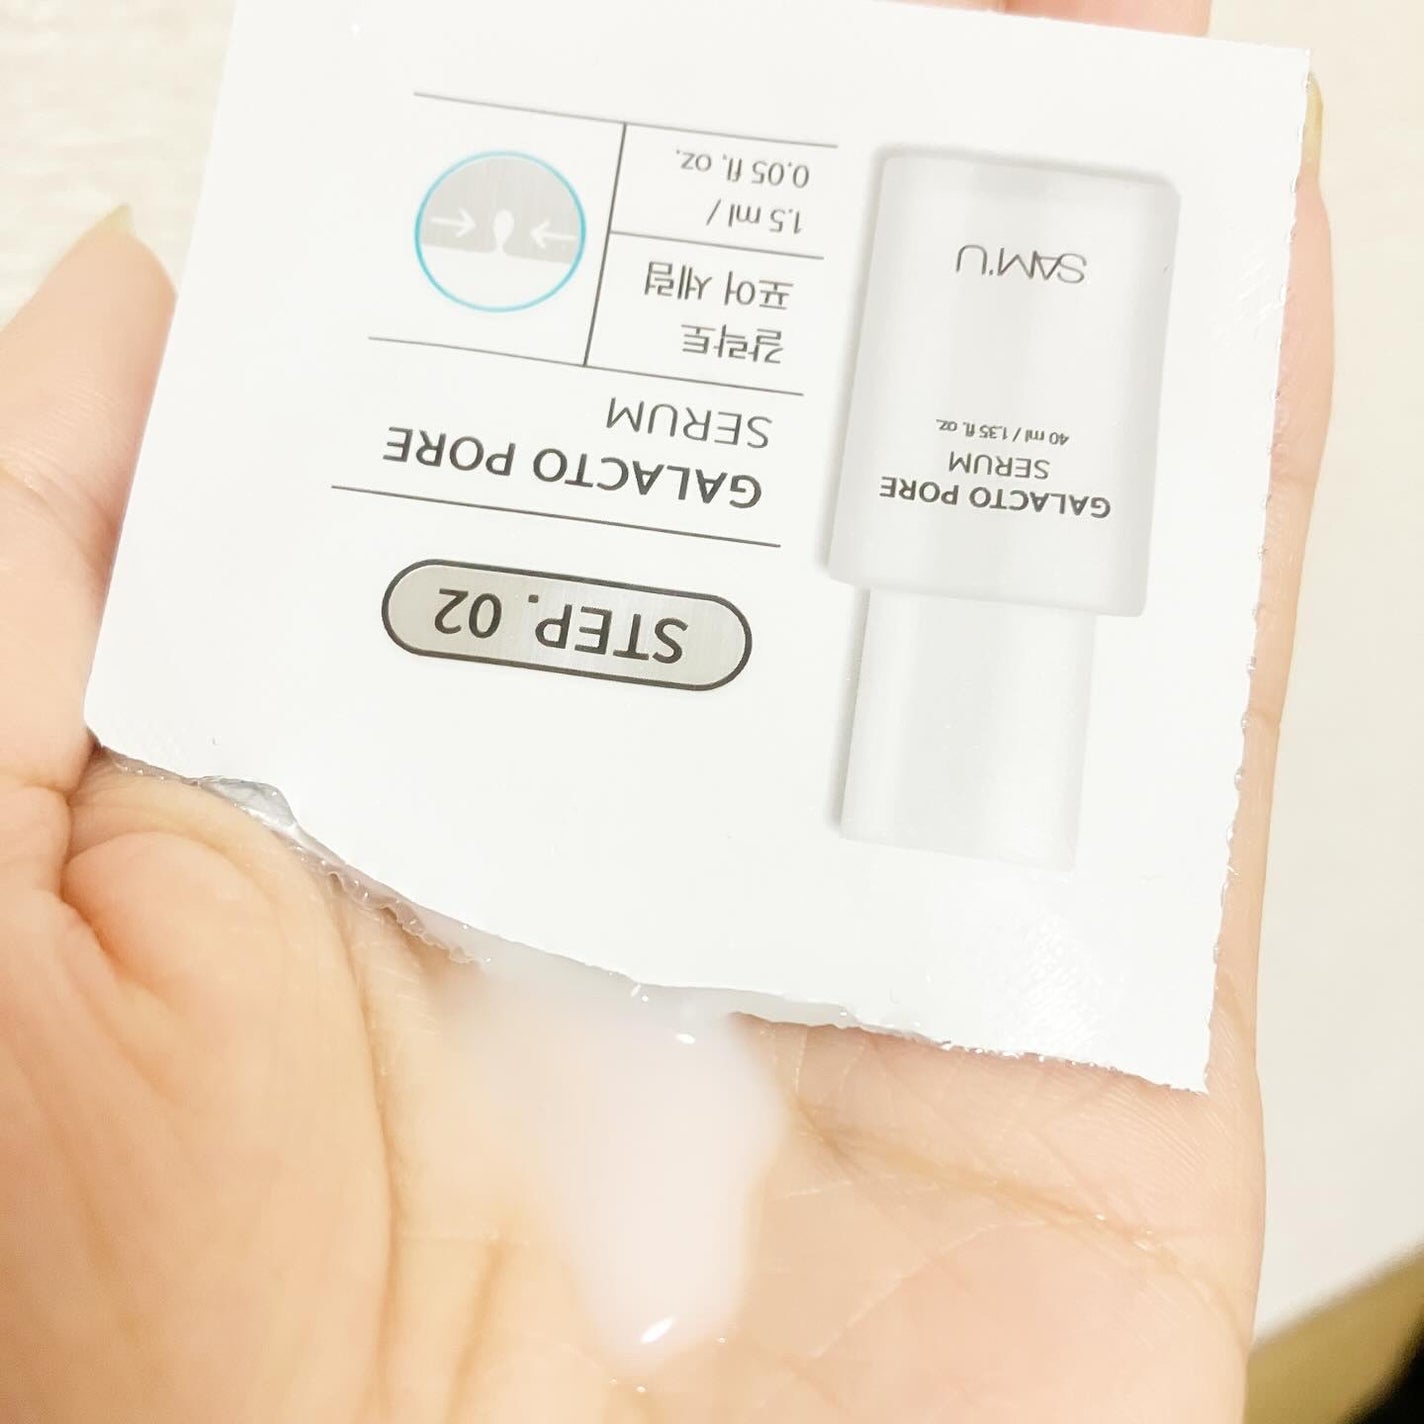 STEP. 02
GALACTO PORE
SERUM
갈락토
포어 세럼
1.5 ml /
0.05 fl. oz.
GALACTO PORE
SERUM
40 ml / 1.35 fl. oz.
SAM'U